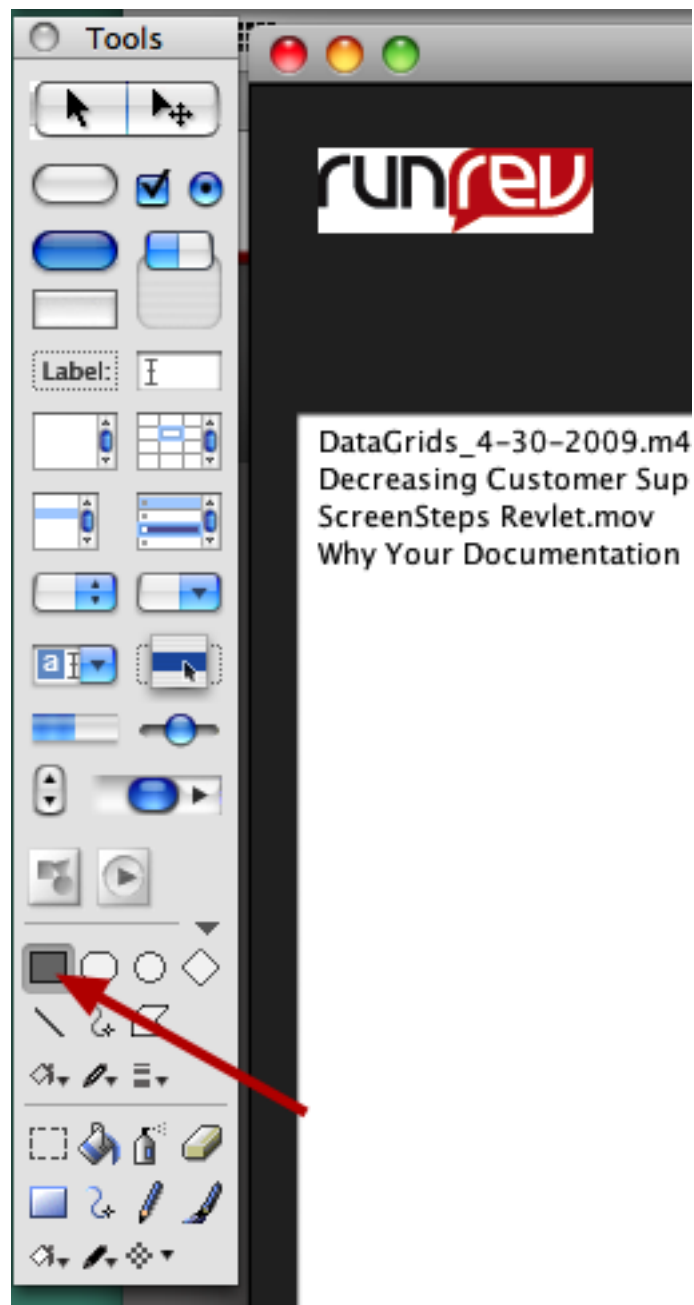 Tools
runrev
Label:
a
DataGrids_4-30-2009.m4
Decreasing Customer Sup
ScreenSteps Revlet.mov
Why Your Documentation